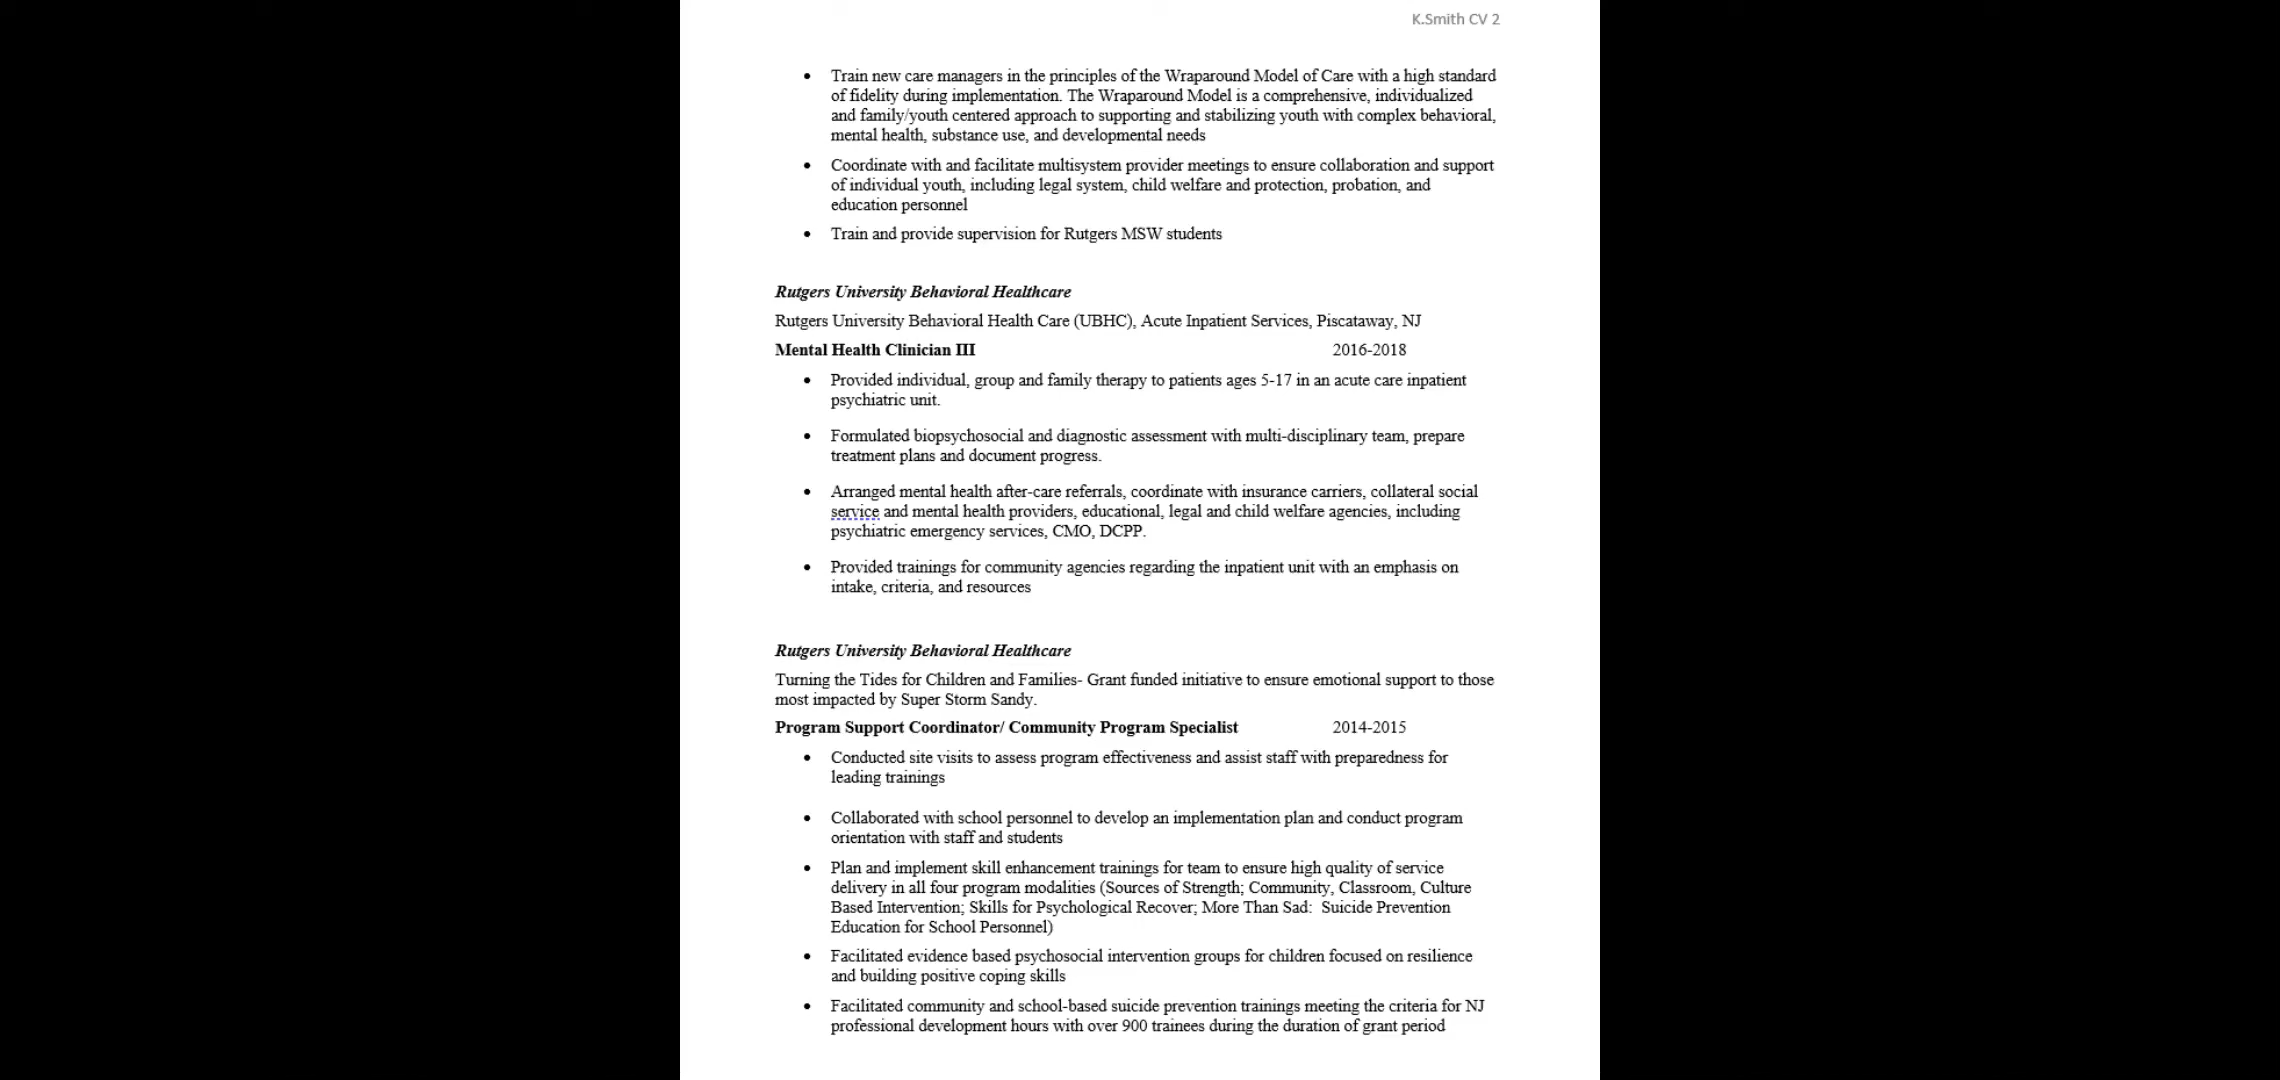 K.Smith CV 2
• Train new care managers in the principles of the Wraparound Model of Care with a high standard
of fidelity during implementation. The Wraparound Model is a comprehensive, individualized
and family/youth centered approach to supporting and stabilizing youth with complex behavioral,
mental health, substance use, and developmental needs
• Coordinate with and facilitate multisystem provider meetings to ensure collaboration and support
of individual youth, including legal system, child welfare and protection, probation, and
education personnel
• Train and provide supervision for Rutgers MSW students
Rutgers University Behavioral Healthcare
Rutgers University Behavioral Health Care (UBHC), Acute Inpatient Services, Piscataway, NJ
Mental Health Clinician III 2016-2018
• Provided individual, group and family therapy to patients ages 5-17 in an acute care inpatient
psychiatric unit.
• Formulated biopsychosocial and diagnostic assessment with multi-disciplinary team, prepare
treatment plans and document progress.
• Arranged mental health after-care referrals, coordinate with insurance carriers, collateral social
service and mental health providers, educational, legal and child welfare agencies, including
psychiatric emergency services, CMO, DCPP.
• Provided trainings for community agencies regarding the inpatient unit with an emphasis on
intake, criteria, and resources
Rutgers University Behavioral Healthcare
Turning the Tides for Children and Families- Grant funded initiative to ensure emotional support to those
most impacted by Super Storm Sandy.
Program Support Coordinator/ Community Program Specialist 2014-2015
• Conducted site visits to assess program effectiveness and assist staff with preparedness for
leading trainings
• Collaborated with school personnel to develop an implementation plan and conduct program
orientation with staff and students
• Plan and implement skill enhancement trainings for team to ensure high quality of service
delivery in all four program modalities (Sources of Strength; Community, Classroom, Culture
Based Intervention; Skills for Psychological Recover; More Than Sad:  Suicide Prevention
Education for School Personnel)
• Facilitated evidence based psychosocial intervention groups for children focused on resilience
and building positive coping skills
• Facilitated community and school-based suicide prevention trainings meeting the criteria for NJ
professional development hours with over 900 trainees during the duration of grant period